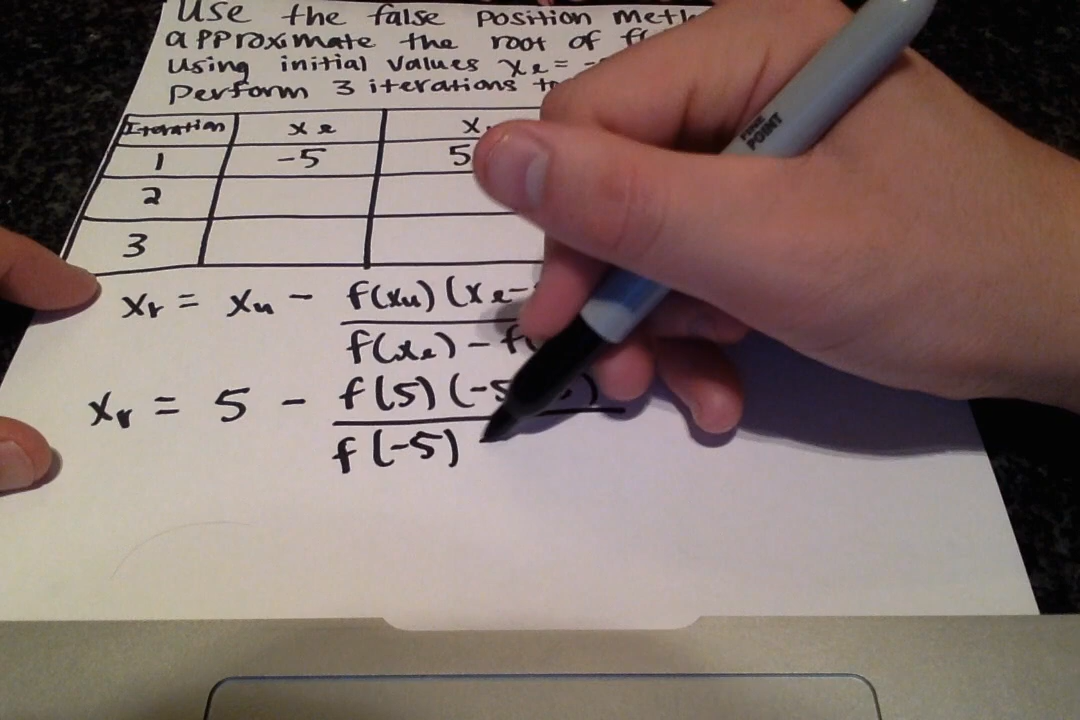 Use the false position
approximate the root of
using initial values xℓ = -
Perform 3 iterations
Iteration xℓ x
1 -5 5
2
3
xr = xu - f(xu)(xℓ-
f(xℓ) - f
xr = 5 - f(5)(-5 )
f(-5)
FINE
POINT